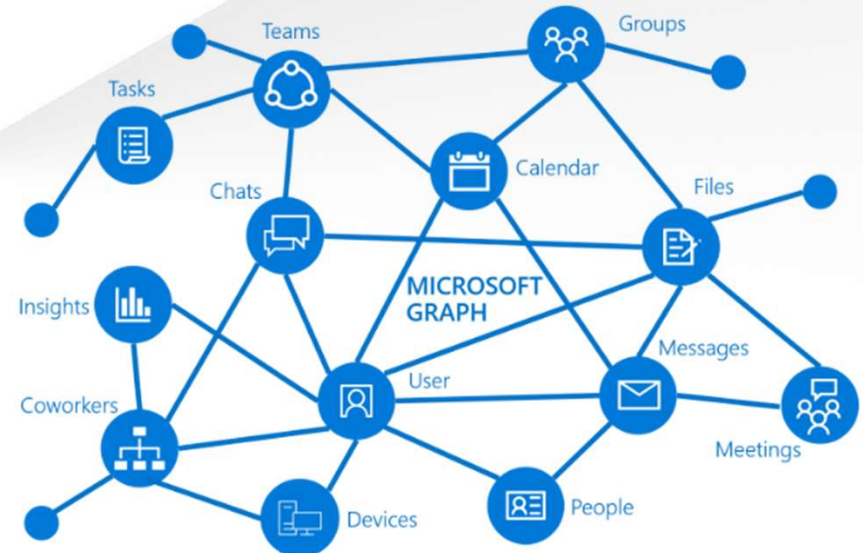 Teams
Groups
Tasks
Calendar
Chats
Files
MICROSOFT
GRAPH
Insights
Messages
User
Coworkers
Meetings
Devices
People